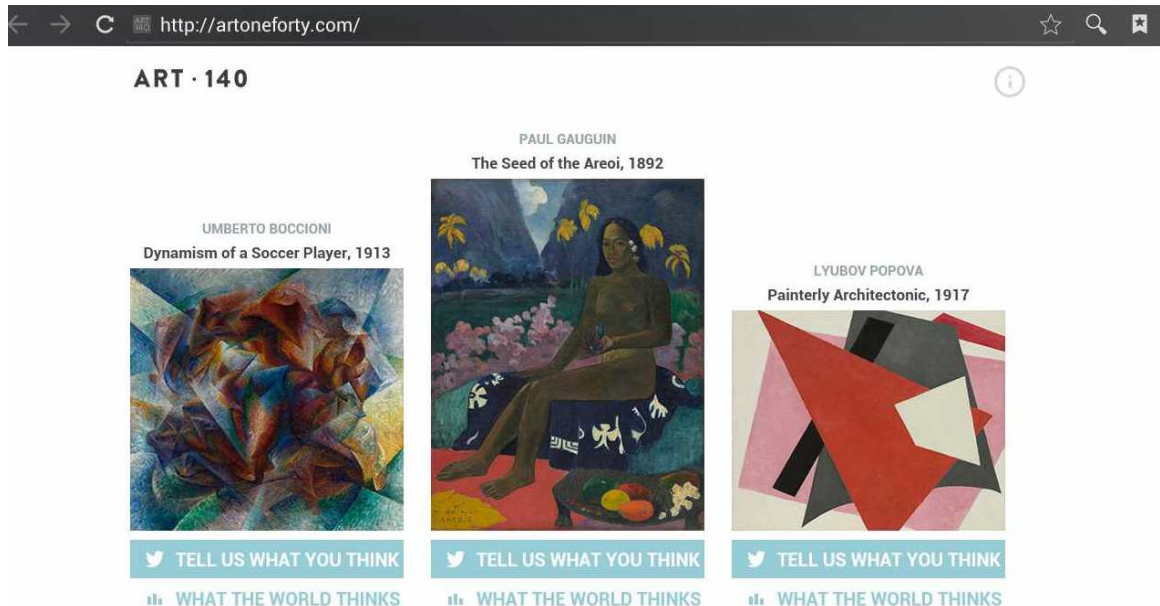 http://artoneforty.com/
ART · 140
PAUL GAUGUIN
The Seed of the Areoi, 1892
UMBERTO BOCCIONI
Dynamism of a Soccer Player, 1913
LYUBOV POPOVA
Painterly Architectonic, 1917
TELL US WHAT YOU THINK
TELL US WHAT YOU THINK
TELL US WHAT YOU THINK
WHAT THE WORLD THINKS
WHAT THE WORLD THINKS
WHAT THE WORLD THINKS